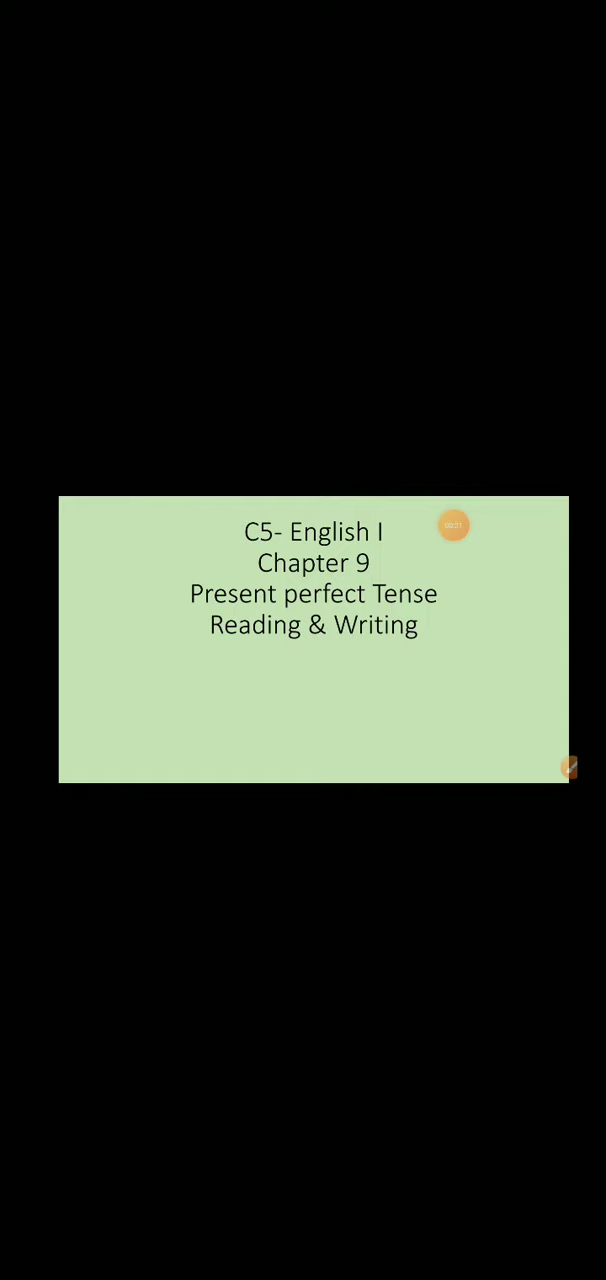 C5- English I
Chapter 9
Present perfect Tense
Reading & Writing